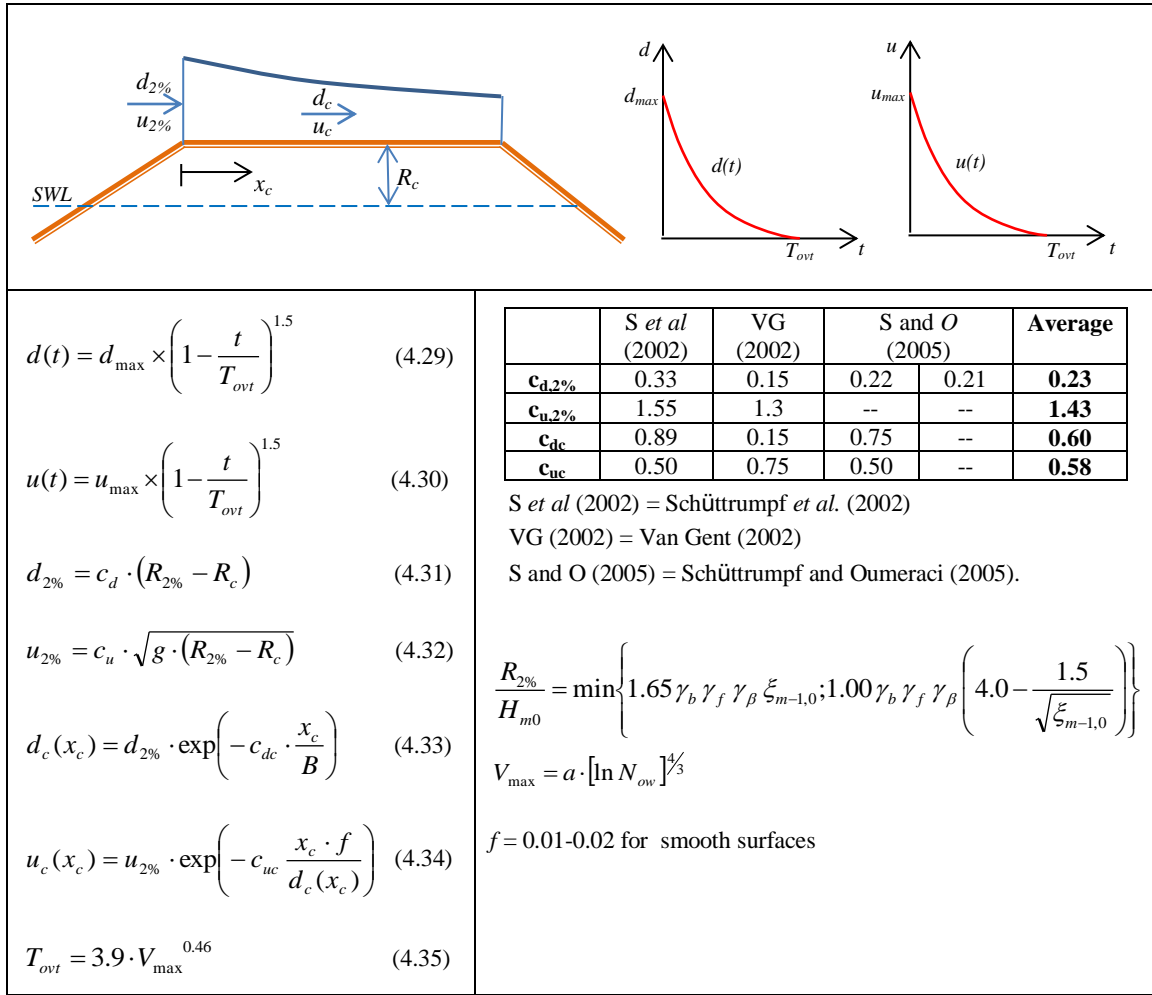 d2%
u2%
dc
uc
xc
Rc
SWL
d
dmax
d(t)
Tovt
t
u
umax
u(t)
Tovt
t
d(t) = dmax × (1 − t/Tovt)^1.5 (4.29)
u(t) = umax × (1 − t/Tovt)^1.5 (4.30)
d2% = cd · (R2% − Rc) (4.31)
u2% = cu · √(g · (R2% − Rc)) (4.32)
dc(xc) = d2% · exp(−cdc · xc/B) (4.33)
uc(xc) = u2% · exp(−cuc xc · f/dc(xc)) (4.34)
Tovt = 3.9 · Vmax^0.46 (4.35)
S et al (2002) VG (2002) S and O (2005) Average
cd,2% 0.33 0.15 0.22 0.21 0.23
cu,2% 1.55 1.3 -- -- 1.43
cdc 0.89 0.15 0.75 -- 0.60
cuc 0.50 0.75 0.50 -- 0.58
S et al (2002) = Schüttrumpf et al. (2002)
VG (2002) = Van Gent (2002)
S and O (2005) = Schüttrumpf and Oumeraci (2005).
R2%/Hm0 = min{1.65 γb γf γβ ξm−1,0; 1.00 γb γf γβ (4.0 − 1.5/√ξm−1,0)}
Vmax = a · [ln Now]^4/3
f = 0.01-0.02 for smooth surfaces